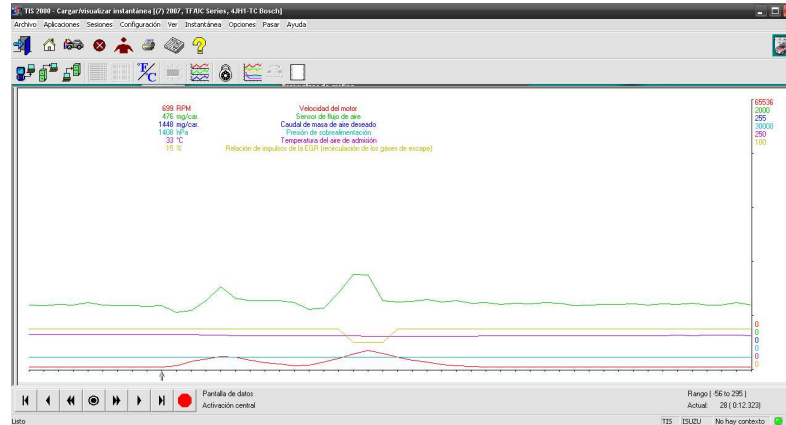 TIS 2000 - Cargar/visualizar instantánea [(7) 2007, TF/UC Series, 4JH1-TC Bosch]
Archivo Aplicaciones Sesiones Configuración Ver Instantánea Opciones Pasar Ayuda
°F/C
699 RPM Velocidad del motor 65536
476 mg/car. Sensor de flujo de aire 2000
1448 mg/car. Caudal de masa de aire deseado 255
1408 hPa Presión de sobrealimentación 30000
33 °C Temperatura del aire de admisión 250
15 % Relación de impulsos de la EGR (recirculación de los gases de escape) 100
0
0
0
0
0
0
Pantalla de datos Rango ( -56 to 295 )
Activación central Actual: 28 ( 0:12.323)
Listo TIS ISUZU No hay contexto